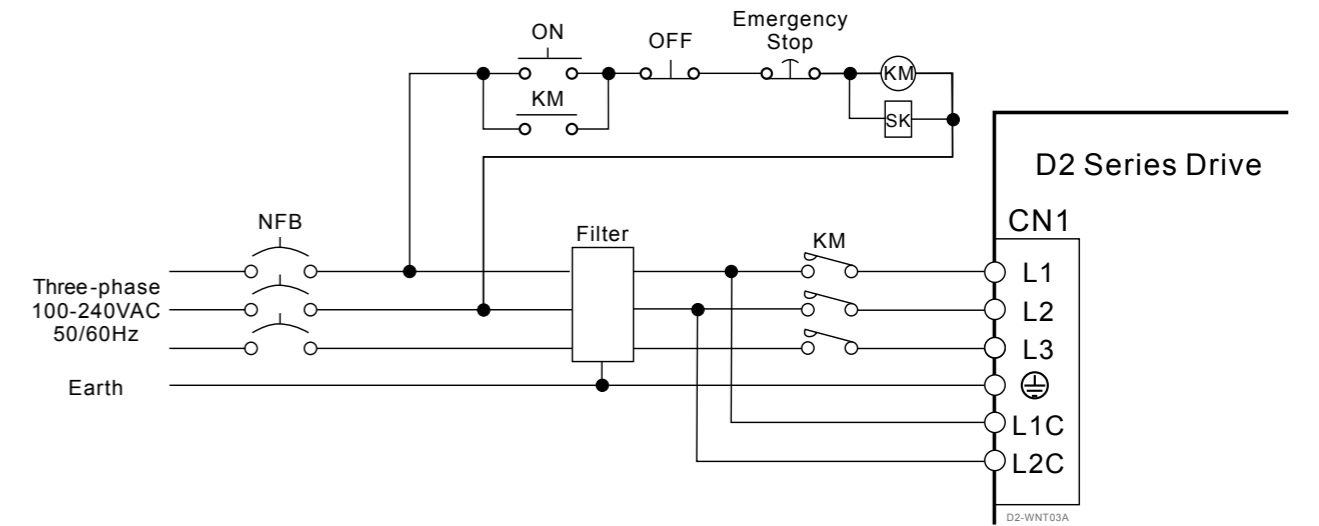 Emergency
Stop
ON
OFF
KM
KM
SK
D2 Series Drive
CN1
NFB
Filter
KM
Three-phase
100-240VAC
50/60Hz
Earth
L1
L2
L3
L1C
L2C
D2-WNT03A